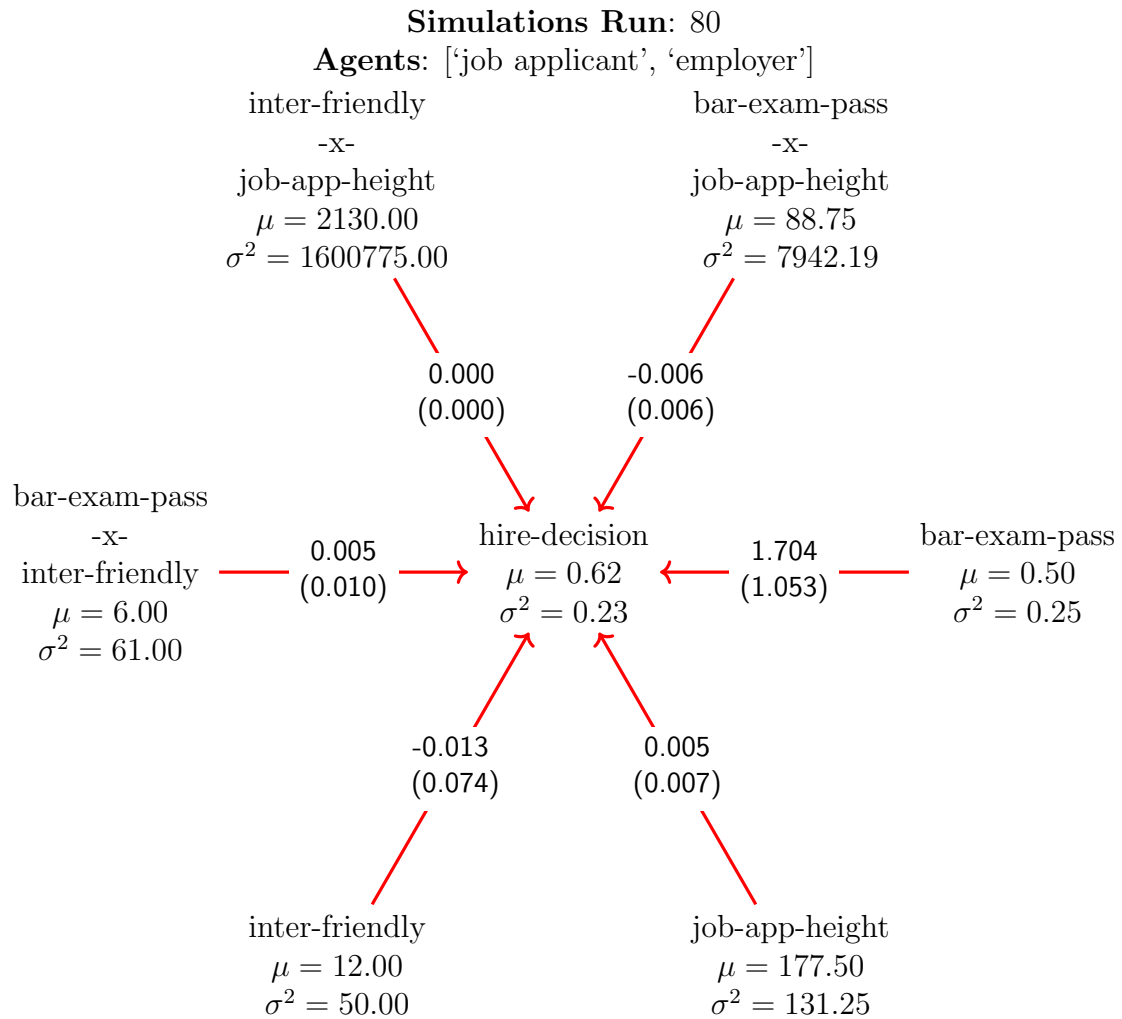 Simulations Run: 80
Agents: [‘job applicant’, ‘employer’]
inter-friendly
-x-
job-app-height
μ = 2130.00
σ² = 1600775.00
bar-exam-pass
-x-
job-app-height
μ = 88.75
σ² = 7942.19
0.000
(0.000)
-0.006
(0.006)
bar-exam-pass
-x-
inter-friendly
μ = 6.00
σ² = 61.00
0.005
(0.010)
hire-decision
μ = 0.62
σ² = 0.23
1.704
(1.053)
bar-exam-pass
μ = 0.50
σ² = 0.25
-0.013
(0.074)
0.005
(0.007)
inter-friendly
μ = 12.00
σ² = 50.00
job-app-height
μ = 177.50
σ² = 131.25